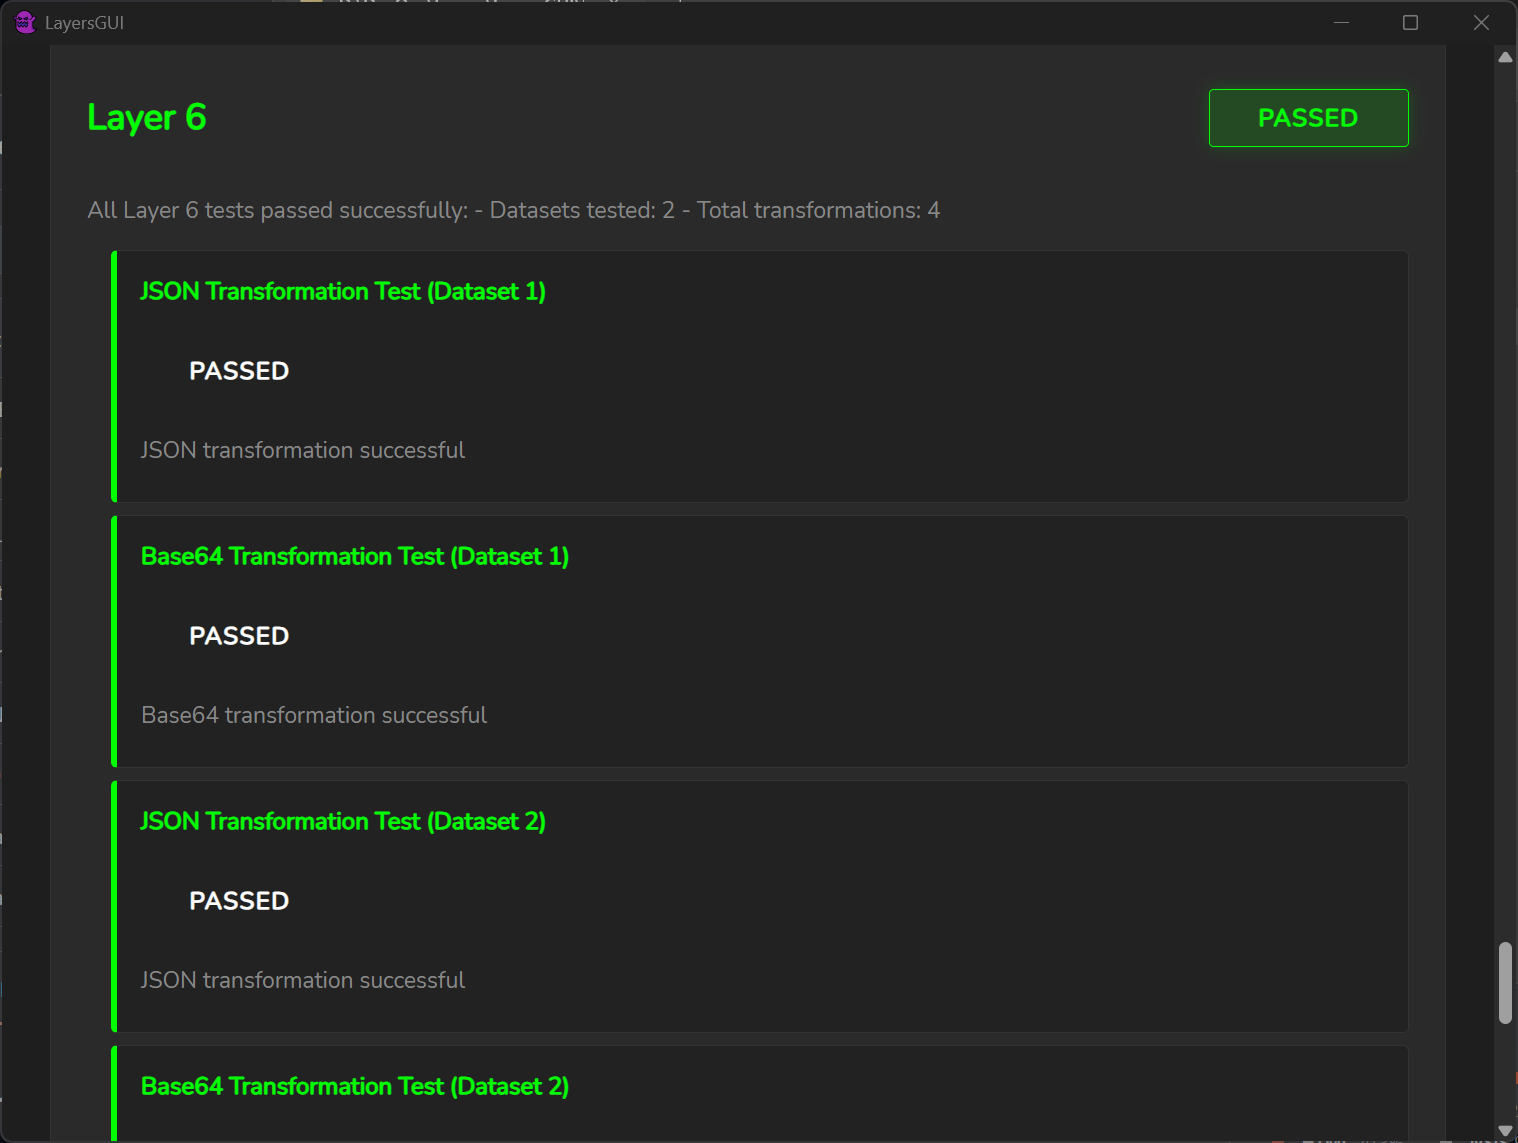 LayersGUI
Layer 6
PASSED
All Layer 6 tests passed successfully: - Datasets tested: 2 - Total transformations: 4
JSON Transformation Test (Dataset 1)
PASSED
JSON transformation successful
Base64 Transformation Test (Dataset 1)
PASSED
Base64 transformation successful
JSON Transformation Test (Dataset 2)
PASSED
JSON transformation successful
Base64 Transformation Test (Dataset 2)